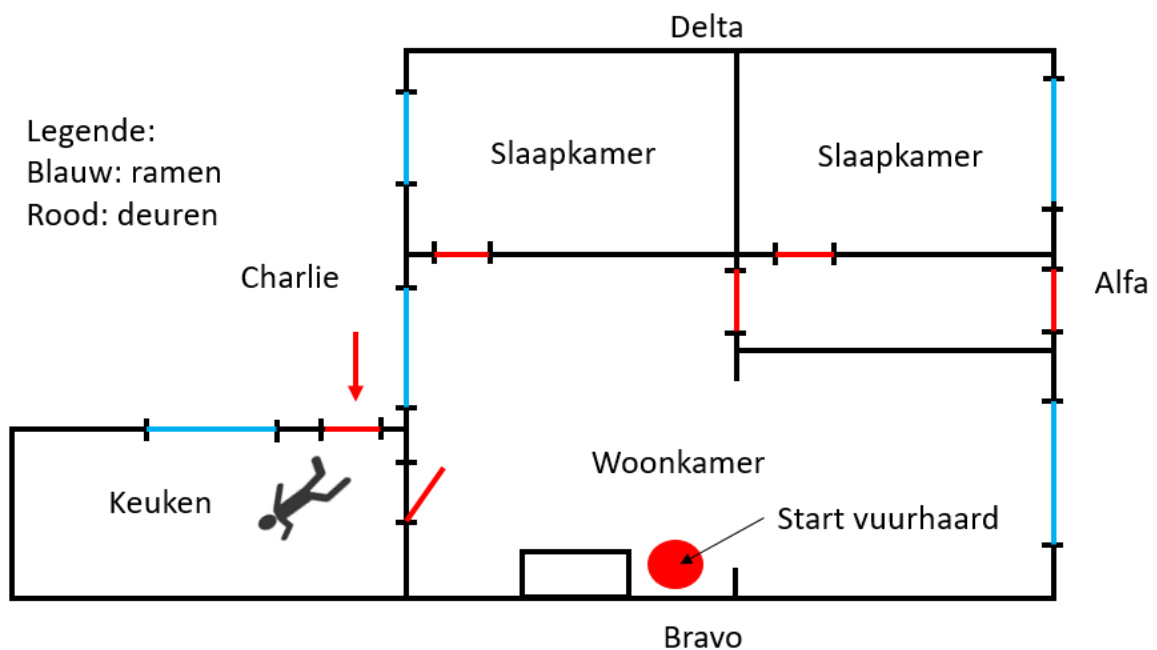 Delta
Legende:
Blauw: ramen
Rood: deuren
Slaapkamer
Slaapkamer
Charlie
Alfa
Woonkamer
Keuken
Start vuurhaard
Bravo